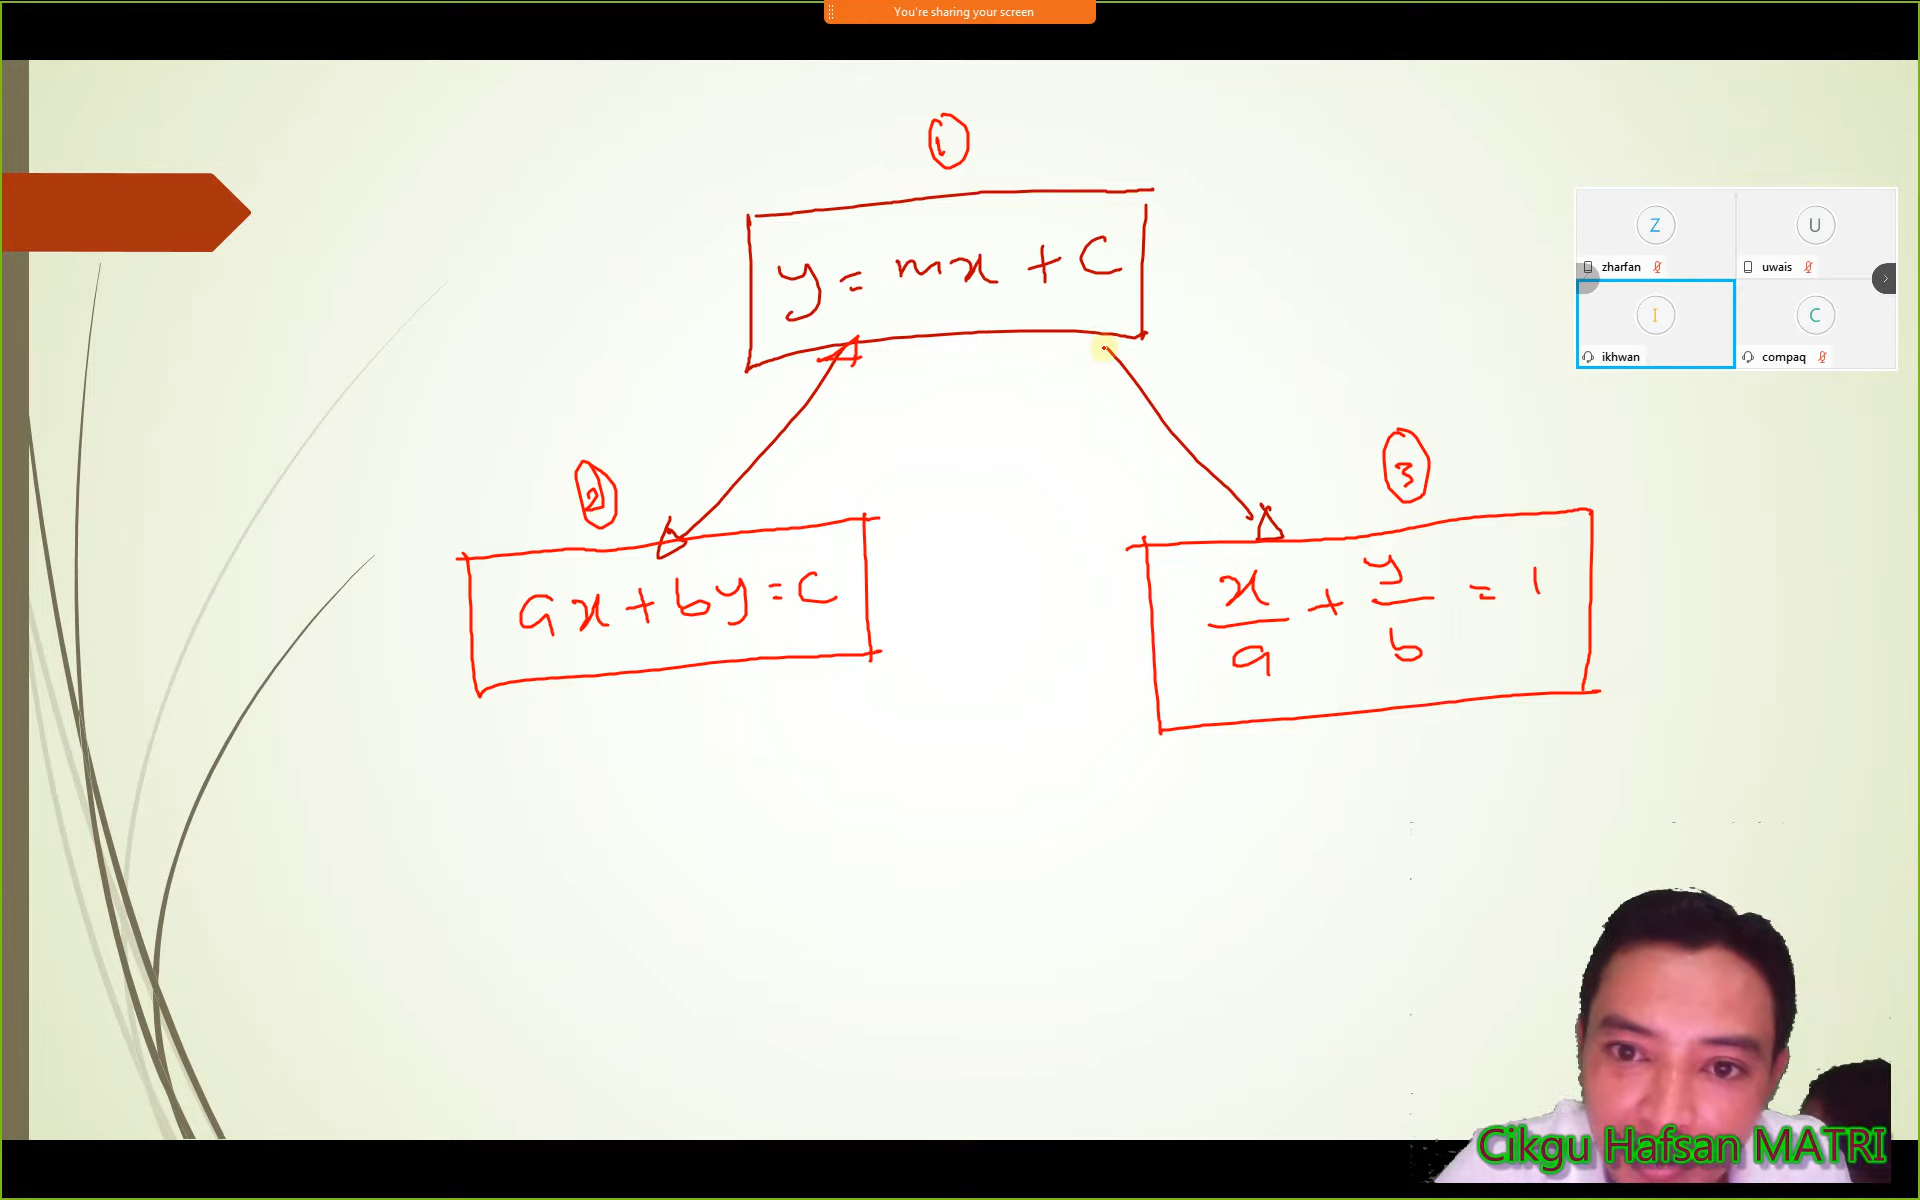 You're sharing your screen
1
y = mx + C
zharfan
uwais
ikhwan
compaq
Z
U
I
C
2
ax + by = C
3
x/a + y/b = 1
Cikgu Hafsan MATRI